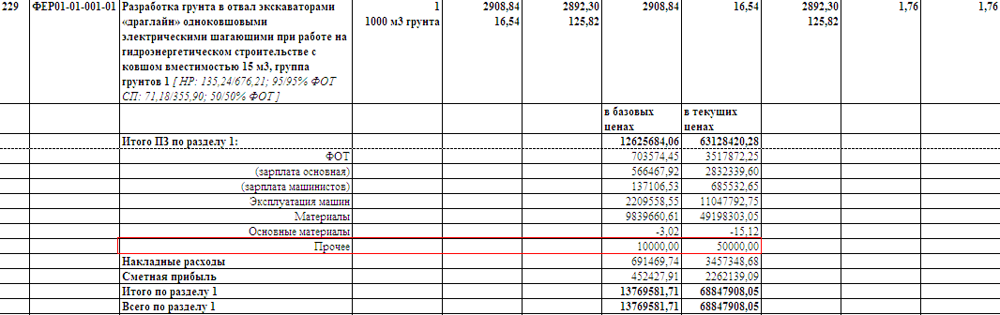 229 ФЕР01-01-001-01 Разработка грунта в отвал экскаваторами 1 2908,84 2892,30 2908,84 16,54 2892,30 1,76 1,76
«драглайн» одноковшовыми 1000 м3 грунта 16,54 125,82 125,82
электрическими шагающими при работе на
гидроэнергетическом строительстве с
ковшом вместимостью 15 м3, группа
грунтов 1 [ НР: 135,24/676,21; 95/95% ФОТ
СП: 71,18/355,90; 50/50% ФОТ ]
в базовых в текущих
ценах ценах
Итого ПЗ по разделу 1: 12625684,06 63128420,28
ФОТ 703574,45 3517872,25
(зарплата основная) 566467,92 2832339,60
(зарплата машинистов) 137106,53 685532,65
Эксплуатация машин 2209558,55 11047792,75
Материалы 9839660,61 49198303,05
Основные материалы -3,02 -15,12
Прочее 10000,00 50000,00
Накладные расходы 691469,74 3457348,68
Сметная прибыль 452427,91 2262139,09
Итого по разделу 1 13769581,71 68847908,05
Всего по разделу 1 13769581,71 68847908,05